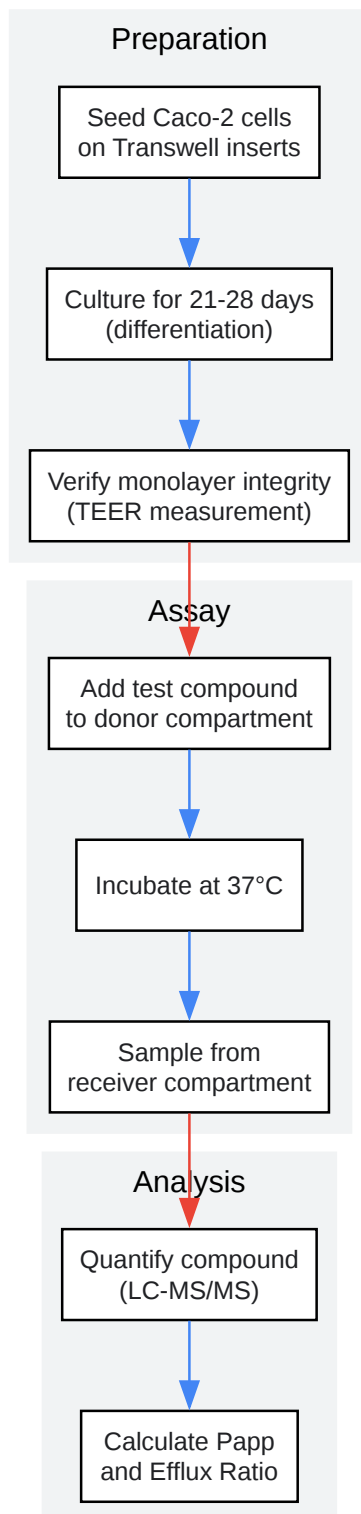 Preparation
Seed Caco-2 cells
on Transwell inserts
Culture for 21-28 days
(differentiation)
Verify monolayer integrity
(TEER measurement)
Assay
Add test compound
to donor compartment
Incubate at 37°C
Sample from
receiver compartment
Analysis
Quantify compound
(LC-MS/MS)
Calculate Papp
and Efflux Ratio